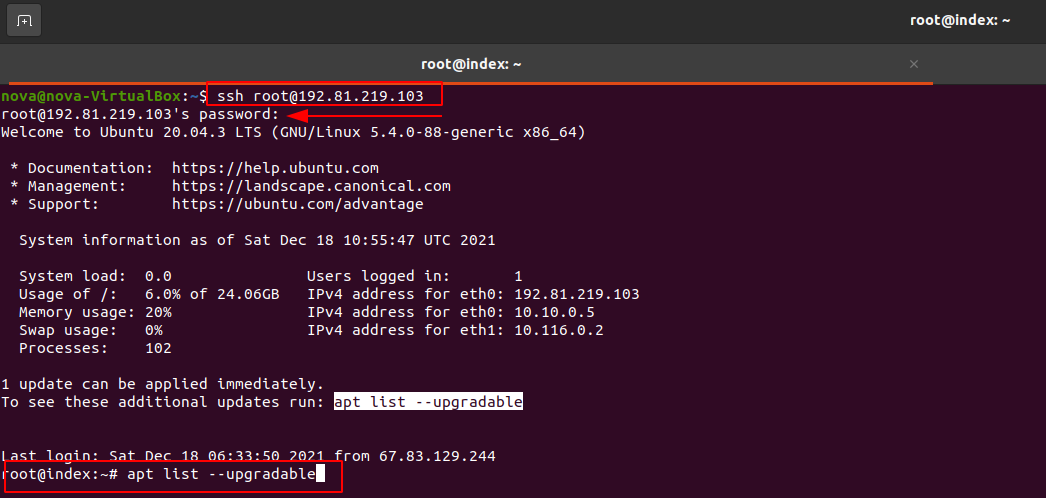 root@index: ~
root@index: ~
nova@nova-VirtualBox:~$ ssh root@192.81.219.103
root@192.81.219.103's password:
Welcome to Ubuntu 20.04.3 LTS (GNU/Linux 5.4.0-88-generic x86_64)
* Documentation:  https://help.ubuntu.com
* Management:     https://landscape.canonical.com
* Support:        https://ubuntu.com/advantage
System information as of Sat Dec 18 10:55:47 UTC 2021
System load:  0.0               Users logged in:       1
Usage of /:   6.0% of 24.06GB   IPv4 address for eth0: 192.81.219.103
Memory usage: 20%               IPv4 address for eth0: 10.10.0.5
Swap usage:   0%                IPv4 address for eth1: 10.116.0.2
Processes:    102
1 update can be applied immediately.
To see these additional updates run: apt list --upgradable
Last login: Sat Dec 18 06:33:50 2021 from 67.83.129.244
root@index:~# apt list --upgradable